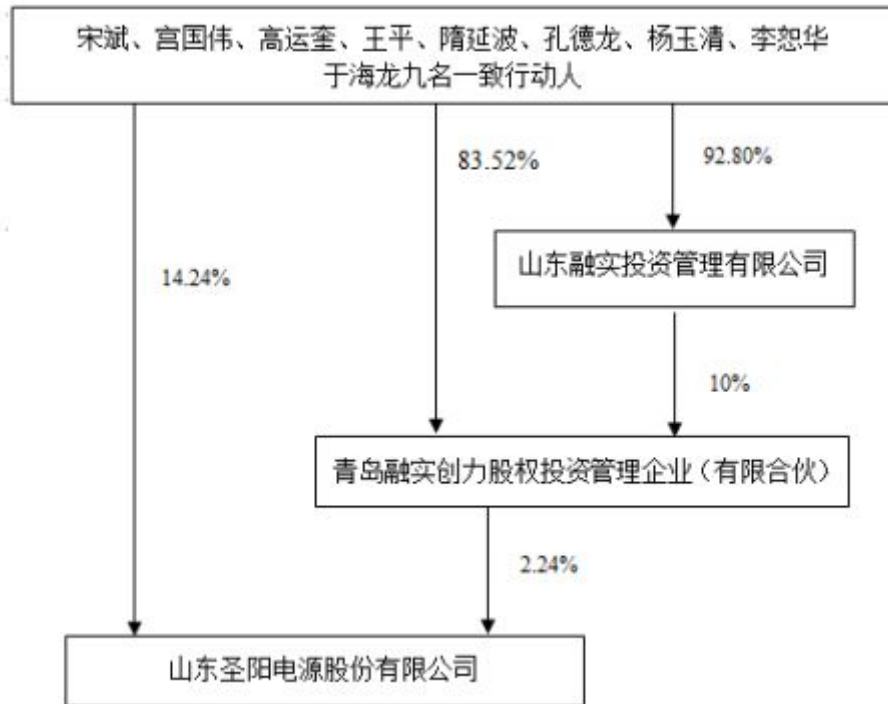 宋斌、宫国伟、高运奎、王平、隋延波、孔德龙、杨玉清、李恕华
于海龙九名一致行动人
83.52%
92.80%
山东融实投资管理有限公司
14.24%
10%
青岛融实创力股权投资管理企业（有限合伙）
2.24%
山东圣阳电源股份有限公司